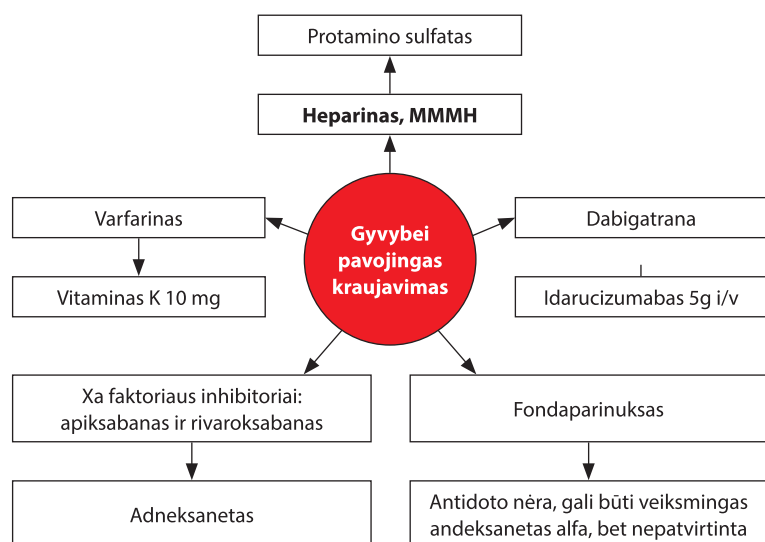 Protamino sulfatas
Heparinas, MMMH
Varfarinas
Dabigatrana
Gyvybei
pavojingas
kraujavimas
Vitaminas K 10 mg
Idarucizumabas 5g i/v
Xa faktoriaus inhibitoriai:
apiksabanas ir rivaroksabanas
Fondaparinuksas
Adneksanetas
Antidoto nėra, gali būti veiksmingas
andeksanetas alfa, bet nepatvirtinta